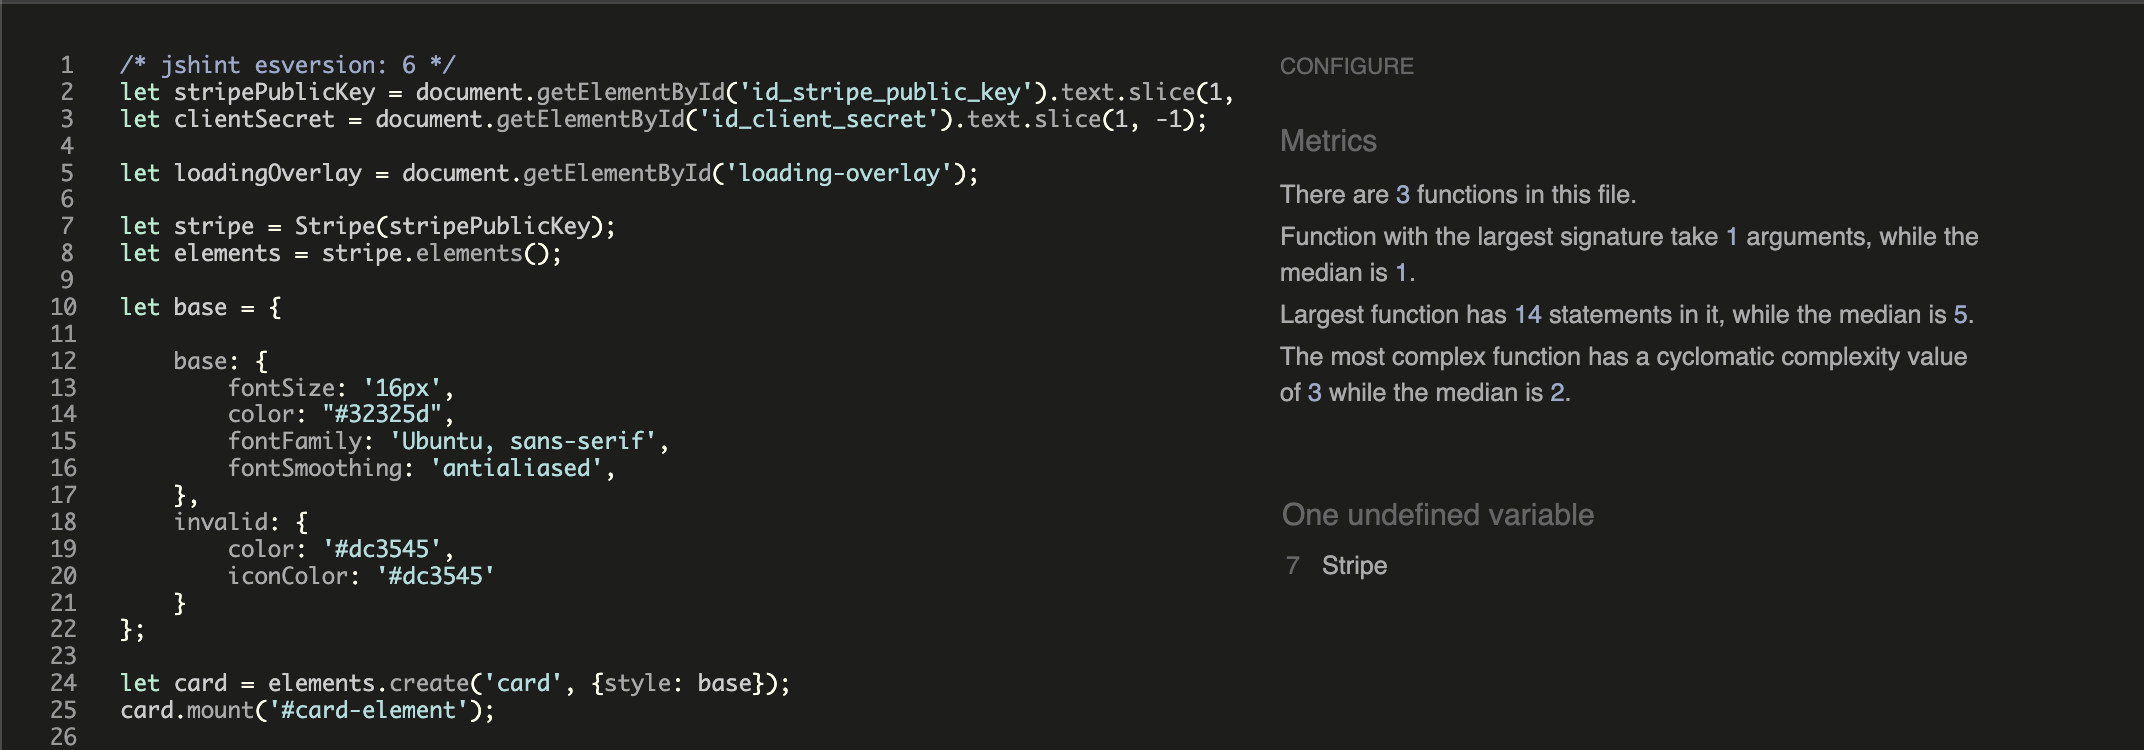 1 /* jshint esversion: 6 */
2 let stripePublicKey = document.getElementById('id_stripe_public_key').text.slice(1,
3 let clientSecret = document.getElementById('id_client_secret').text.slice(1, -1);
4
5 let loadingOverlay = document.getElementById('loading-overlay');
6
7 let stripe = Stripe(stripePublicKey);
8 let elements = stripe.elements();
9
10 let base = {
11
12     base: {
13         fontSize: '16px',
14         color: "#32325d",
15         fontFamily: 'Ubuntu, sans-serif',
16         fontSmoothing: 'antialiased',
17     },
18     invalid: {
19         color: '#dc3545',
20         iconColor: '#dc3545'
21     }
22 };
23
24 let card = elements.create('card', {style: base});
25 card.mount('#card-element');
26
CONFIGURE
Metrics
There are 3 functions in this file.
Function with the largest signature take 1 arguments, while the
median is 1.
Largest function has 14 statements in it, while the median is 5.
The most complex function has a cyclomatic complexity value
of 3 while the median is 2.
One undefined variable
7 Stripe